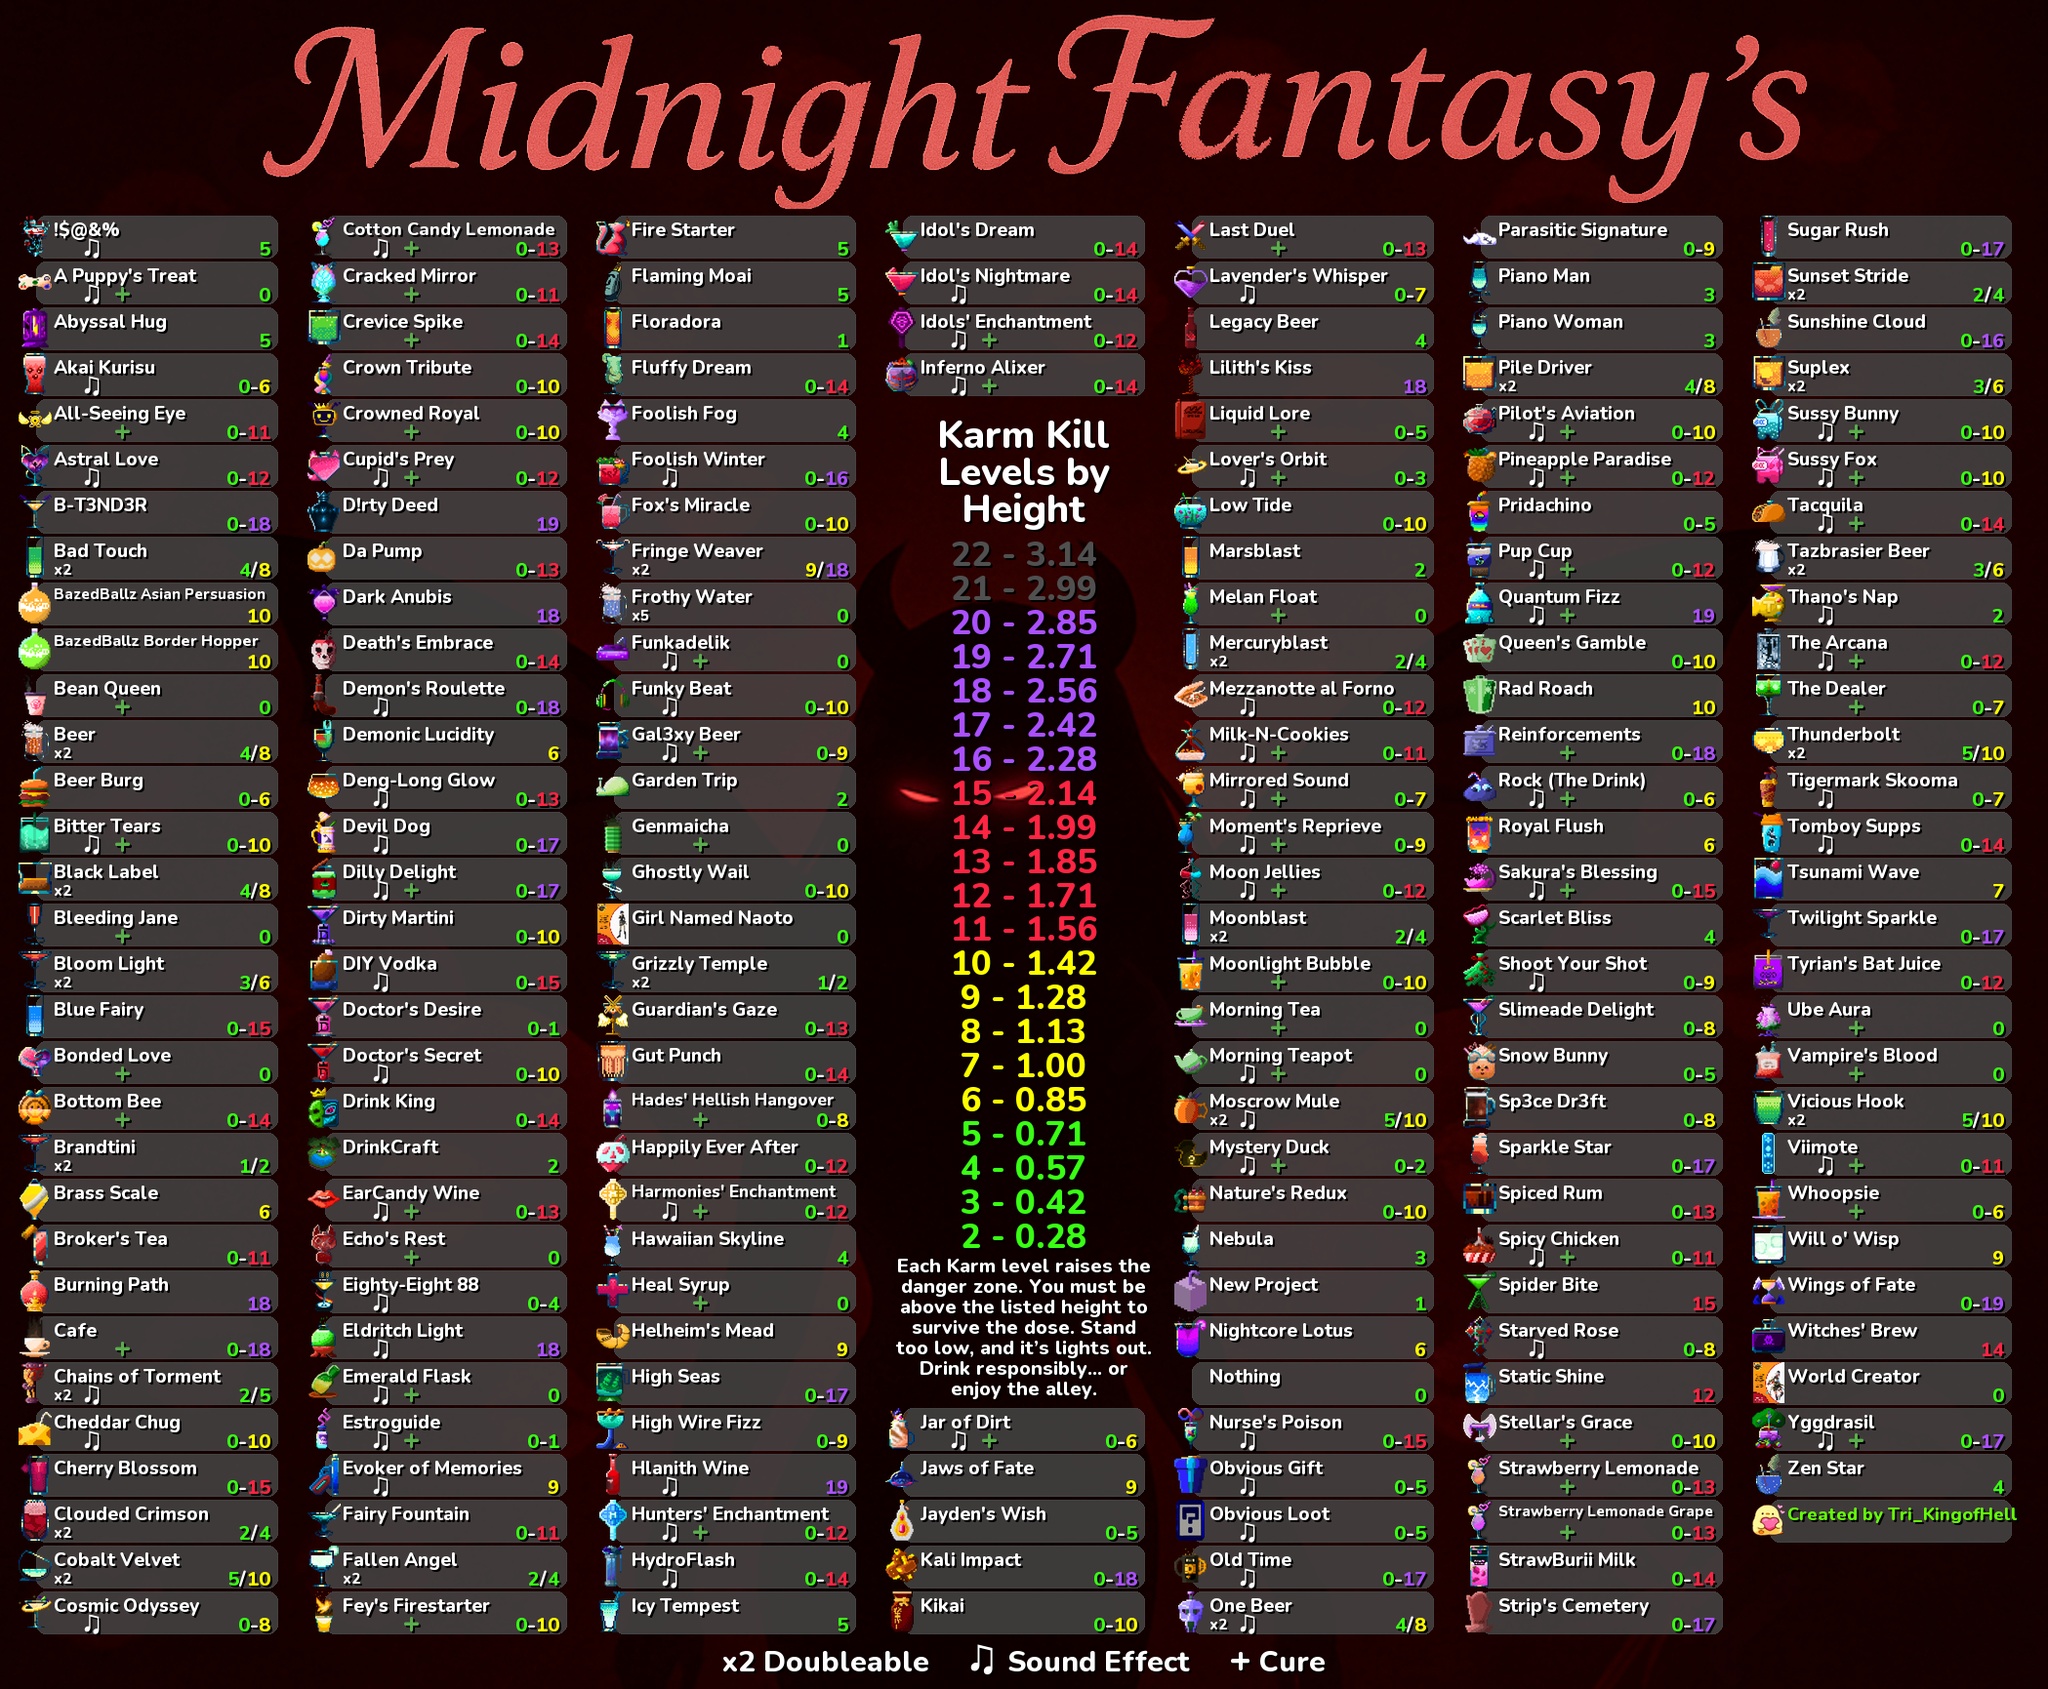 Midnight Fantasy's
!$@&%
♫ 5
A Puppy's Treat
♫ + 0
Abyssal Hug
5
Akai Kurisu
♫ 0-6
All-Seeing Eye
+ 0-11
Astral Love
♫ 0-12
B-T3ND3R
0-18
Bad Touch
x2 4/8
BazedBallz Asian Persuasion
10
BazedBallz Border Hopper
10
Bean Queen
+ 0
Beer
x2 4/8
Beer Burg
0-6
Bitter Tears
♫ + 0-10
Black Label
x2 4/8
Bleeding Jane
+ 0
Bloom Light
x2 3/6
Blue Fairy
0-15
Bonded Love
+ 0
Bottom Bee
+ 0-14
Brandtini
x2 1/2
Brass Scale
6
Broker's Tea
0-11
Burning Path
18
Cafe
+ 0-18
Chains of Torment
x2 ♫ 2/5
Cheddar Chug
♫ 0-10
Cherry Blossom
0-15
Clouded Crimson
x2 2/4
Cobalt Velvet
x2 5/10
Cosmic Odyssey
♫ 0-8
Cotton Candy Lemonade
♫ + 0-13
Cracked Mirror
+ 0-11
Crevice Spike
+ 0-14
Crown Tribute
0-10
Crowned Royal
+ 0-10
Cupid's Prey
♫ + 0-12
D!rty Deed
19
Da Pump
0-13
Dark Anubis
18
Death's Embrace
0-14
Demon's Roulette
♫ 0-18
Demonic Lucidity
6
Deng-Long Glow
♫ 0-13
Devil Dog
♫ 0-17
Dilly Delight
♫ + 0-17
Dirty Martini
0-10
DIY Vodka
♫ 0-15
Doctor's Desire
0-1
Doctor's Secret
♫ 0-10
Drink King
0-14
DrinkCraft
2
EarCandy Wine
♫ + 0-13
Echo's Rest
+ 0
Eighty-Eight 88
♫ 0-4
Eldritch Light
♫ 18
Emerald Flask
♫ + 0
Estroguide
♫ + 0-1
Evoker of Memories
♫ 9
Fairy Fountain
0-11
Fallen Angel
x2 2/4
Fey's Firestarter
+ 0-10
Fire Starter
5
Flaming Moai
5
Floradora
1
Fluffy Dream
0-14
Foolish Fog
4
Foolish Winter
♫ 0-16
Fox's Miracle
0-10
Fringe Weaver
x2 9/18
Frothy Water
x5 0
Funkadelik
♫ + 0
Funky Beat
♫ 0-10
Gal3xy Beer
♫ + 0-9
Garden Trip
2
Genmaicha
+ 0
Ghostly Wail
0-10
Girl Named Naoto
0
Grizzly Temple
x2 1/2
Guardian's Gaze
0-13
Gut Punch
0-14
Hades' Hellish Hangover
+ 0-8
Happily Ever After
0-12
Harmonies' Enchantment
♫ + 0-12
Hawaiian Skyline
4
Heal Syrup
+ 0
Helheim's Mead
9
High Seas
0-17
High Wire Fizz
0-9
Hlanith Wine
19
Hunters' Enchantment
♫ + 0-12
HydroFlash
♫ 0-14
Icy Tempest
5
Idol's Dream
0-14
Idol's Nightmare
♫ 0-14
Idols' Enchantment
♫ + 0-12
Inferno Alixer
♫ + 0-14
Karm Kill
Levels by
Height
22 - 3.14
21 - 2.99
20 - 2.85
19 - 2.71
18 - 2.56
17 - 2.42
16 - 2.28
15 - 2.14
14 - 1.99
13 - 1.85
12 - 1.71
11 - 1.56
10 - 1.42
9 - 1.28
8 - 1.13
7 - 1.00
6 - 0.85
5 - 0.71
4 - 0.57
3 - 0.42
2 - 0.28
Each Karm level raises the
danger zone. You must be
above the listed height to
survive the dose. Stand
too low, and it's lights out.
Drink responsibly... or
enjoy the alley.
Jar of Dirt
♫ + 0-6
Jaws of Fate
9
Jayden's Wish
0-5
Kali Impact
0-18
Kikai
0-10
Last Duel
+ 0-13
Lavender's Whisper
♫ 0-7
Legacy Beer
4
Lilith's Kiss
18
Liquid Lore
+ 0-5
Lover's Orbit
♫ + 0-3
Low Tide
0-10
Marsblast
2
Melan Float
+ 0
Mercuryblast
x2 2/4
Mezzanotte al Forno
♫ 0-12
Milk-N-Cookies
♫ + 0-11
Mirrored Sound
♫ + 0-7
Moment's Reprieve
♫ + 0-9
Moon Jellies
♫ + 0-12
Moonblast
x2 2/4
Moonlight Bubble
+ 0-10
Morning Tea
+ 0
Morning Teapot
♫ + 0
Moscrow Mule
x2 ♫ 5/10
Mystery Duck
♫ + 0-2
Nature's Redux
0-10
Nebula
3
New Project
1
Nightcore Lotus
6
Nothing
0
Nurse's Poison
♫ 0-15
Obvious Gift
♫ 0-5
Obvious Loot
♫ 0-5
Old Time
♫ 0-17
One Beer
x2 ♫ 4/8
Parasitic Signature
0-9
Piano Man
3
Piano Woman
3
Pile Driver
x2 4/8
Pilot's Aviation
♫ + 0-10
Pineapple Paradise
♫ + 0-12
Pridachino
0-5
Pup Cup
♫ + 0-12
Quantum Fizz
♫ + 19
Queen's Gamble
0-10
Rad Roach
10
Reinforcements
+ 0-18
Rock (The Drink)
♫ + 0-6
Royal Flush
6
Sakura's Blessing
♫ + 0-15
Scarlet Bliss
4
Shoot Your Shot
♫ 0-9
Slimeade Delight
0-8
Snow Bunny
0-5
Sp3ce Dr3ft
0-8
Sparkle Star
0-17
Spiced Rum
0-13
Spicy Chicken
♫ + 0-11
Spider Bite
15
Starved Rose
♫ 0-8
Static Shine
12
Stellar's Grace
+ 0-10
Strawberry Lemonade
+ 0-13
Strawberry Lemonade Grape
+ 0-13
StrawBurii Milk
0-14
Strip's Cemetery
0-17
Sugar Rush
0-17
Sunset Stride
x2 2/4
Sunshine Cloud
0-16
Suplex
x2 3/6
Sussy Bunny
♫ + 0-10
Sussy Fox
♫ + 0-10
Tacquila
♫ + 0-14
Tazbrasier Beer
x2 3/6
Thano's Nap
♫ 2
The Arcana
♫ + 0-12
The Dealer
+ 0-7
Thunderbolt
x2 5/10
Tigermark Skooma
♫ 0-7
Tomboy Supps
♫ 0-14
Tsunami Wave
7
Twilight Sparkle
0-17
Tyrian's Bat Juice
0-12
Ube Aura
+ 0
Vampire's Blood
+ 0
Vicious Hook
x2 5/10
Viimote
♫ + 0-11
Whoopsie
+ 0-6
Will o' Wisp
9
Wings of Fate
0-19
Witches' Brew
14
World Creator
0
Yggdrasil
♫ + 0-17
Zen Star
4
Created by Tri_KingofHell
x2 Doubleable ♫ Sound Effect + Cure